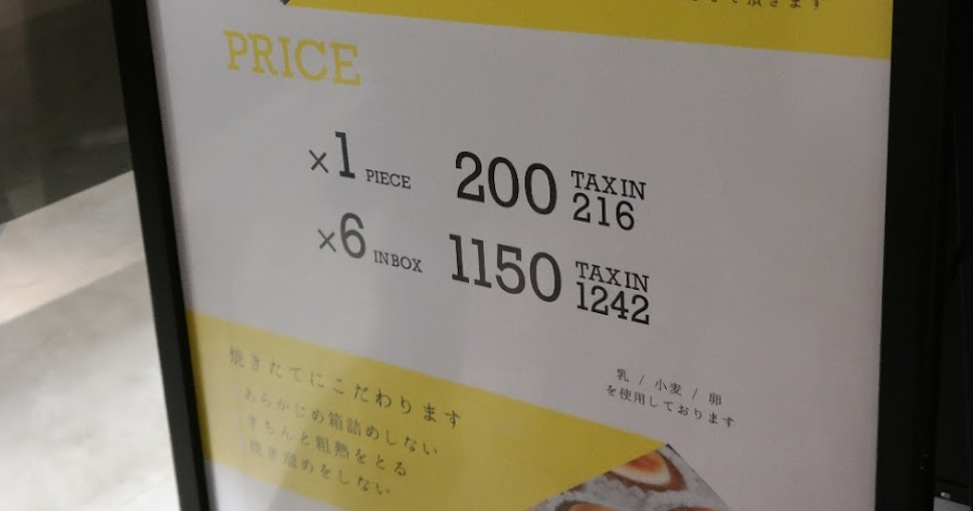 PRICE
×1 PIECE 200 TAX IN 216
×6 IN BOX 1150 TAX IN 1242
乳 / 小麦 / 卵
を使用しております
焼きたてにこだわります
あらかじめ箱詰めしない
きちんと粗熱をとる
焼き溜めをしない